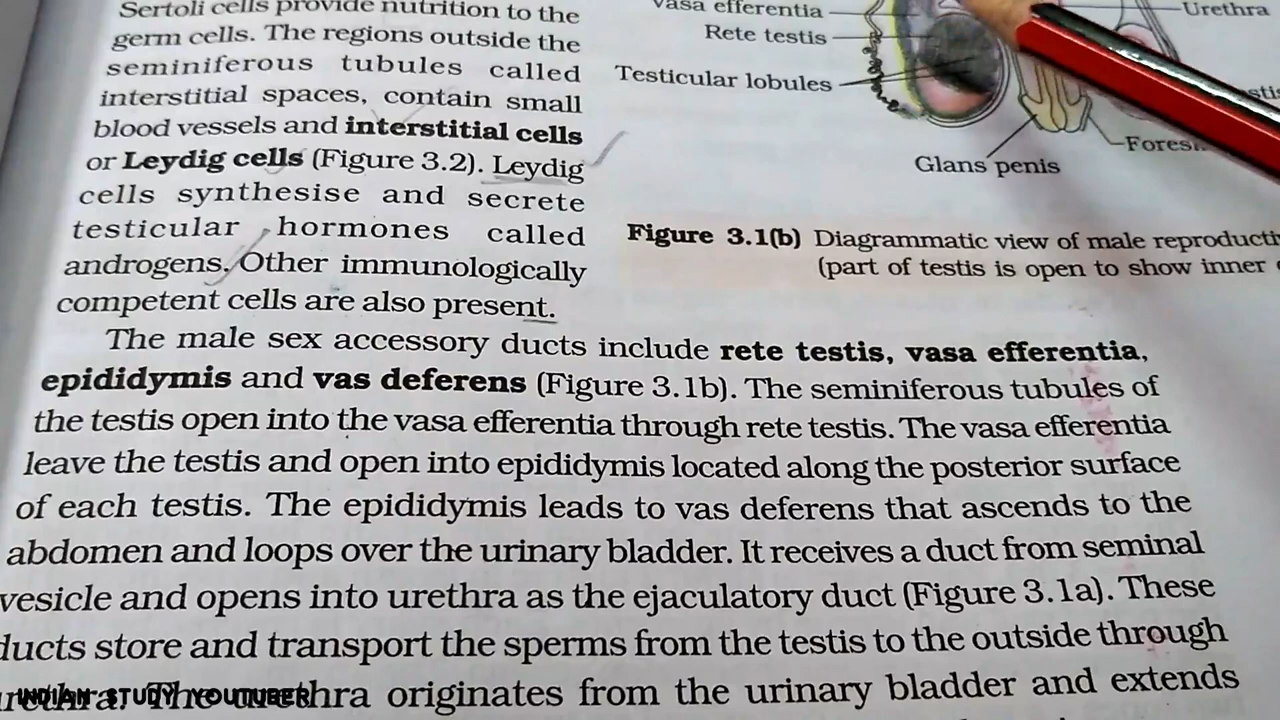 Sertoli cells provide nutrition to the
germ cells. The regions outside the
seminiferous tubules called
interstitial spaces, contain small
blood vessels and interstitial cells
or Leydig cells (Figure 3.2). Leydig
cells synthesise and secrete
testicular hormones called
androgens. Other immunologically
competent cells are also present.
Vasa efferentia
Rete testis
Testicular lobules
Urethra
Glans penis
Figure 3.1(b) Diagrammatic view of male reproducti
(part of testis is open to show inner
The male sex accessory ducts include rete testis, vasa efferentia,
epididymis and vas deferens (Figure 3.1b). The seminiferous tubules of
the testis open into the vasa efferentia through rete testis. The vasa efferentia
leave the testis and open into epididymis located along the posterior surface
of each testis. The epididymis leads to vas deferens that ascends to the
abdomen and loops over the urinary bladder. It receives a duct from seminal
vesicle and opens into urethra as the ejaculatory duct (Figure 3.1a). These
ducts store and transport the sperms from the testis to the outside through
urethra. The urethra originates from the urinary bladder and extends
INDIAN STUDY YOUTUBER